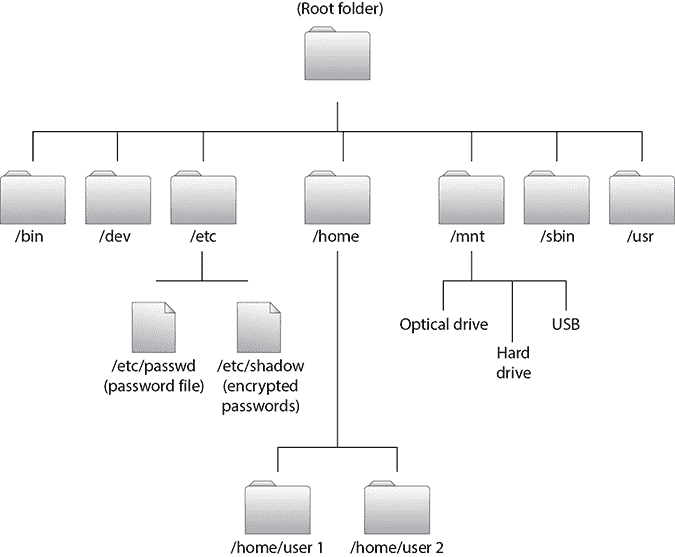 (Root folder)
/bin
/dev
/etc
/home
/mnt
/sbin
/usr
/etc/passwd
(password file)
/etc/shadow
(encrypted
passwords)
Optical drive
Hard
drive
USB
/home/user 1
/home/user 2